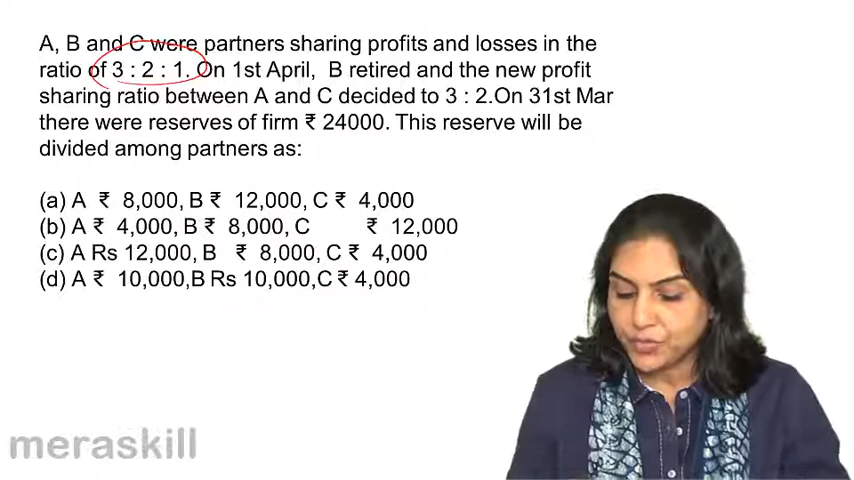 A, B and C were partners sharing profits and losses in the
ratio of 3 : 2 : 1. On 1st April, B retired and the new profit
sharing ratio between A and C decided to 3 : 2.On 31st Mar
there were reserves of firm ₹ 24000. This reserve will be
divided among partners as:
(a) A ₹ 8,000, B ₹ 12,000, C ₹ 4,000
(b) A ₹ 4,000, B ₹ 8,000, C ₹ 12,000
(c) A Rs 12,000, B ₹ 8,000, C ₹ 4,000
(d) A ₹ 10,000,B Rs 10,000,C ₹ 4,000
meraskill